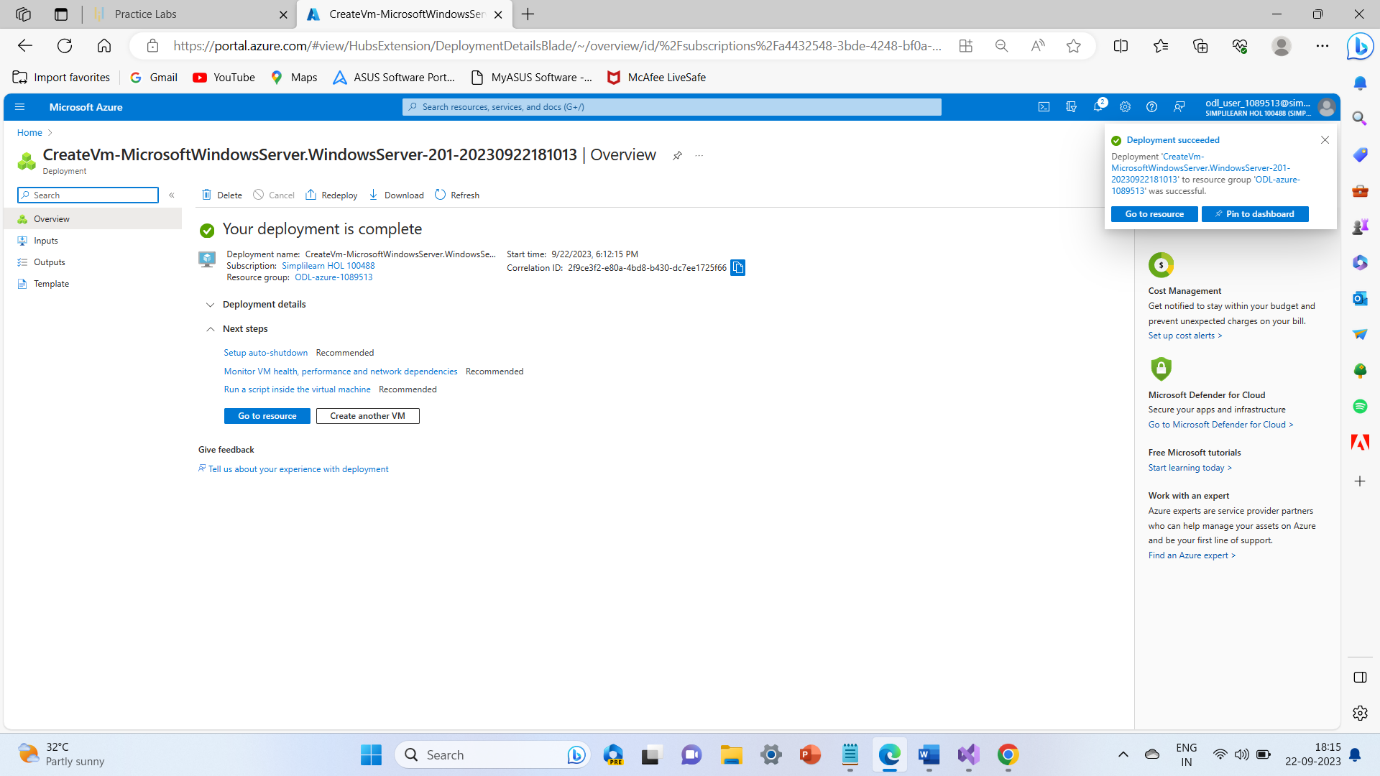 Practice Labs
CreateVm-MicrosoftWindowsSer
https://portal.azure.com/#view/HubsExtension/DeploymentDetailsBlade/~/overview/id/%2Fsubscriptions%2Fa4432548-3bde-4248-bf0a-...
Import favorites
Gmail
YouTube
Maps
ASUS Software Port...
MyASUS Software -...
McAfee LiveSafe
Microsoft Azure
Search resources, services, and docs (G+/)
2
odl_user_1089513@sim...
SIMPLILEARN HOL 100488 (SIMP...
Home
CreateVm-MicrosoftWindowsServer.WindowsServer-201-20230922181013 | Overview
Deployment
Search
Overview
Inputs
Outputs
Template
Delete
Cancel
Redeploy
Download
Refresh
Your deployment is complete
Deployment name: CreateVm-MicrosoftWindowsServer.WindowsSe...
Subscription: Simplilearn HOL 100488
Resource group: ODL-azure-1089513
Start time: 9/22/2023, 6:12:15 PM
Correlation ID: 2f9ce3f2-e80a-4bd8-b430-dc7ee1725f66
Deployment details
Next steps
Setup auto-shutdown Recommended
Monitor VM health, performance and network dependencies Recommended
Run a script inside the virtual machine Recommended
Go to resource
Create another VM
Give feedback
Tell us about your experience with deployment
Deployment succeeded
Deployment 'CreateVm-
MicrosoftWindowsServer.WindowsServer-201-
20230922181013' to resource group 'ODL-azure-
1089513' was successful.
Go to resource
Pin to dashboard
Cost Management
Get notified to stay within your budget and
prevent unexpected charges on your bill.
Set up cost alerts >
Microsoft Defender for Cloud
Secure your apps and infrastructure
Go to Microsoft Defender for Cloud >
Free Microsoft tutorials
Start learning today >
Work with an expert
Azure experts are service provider partners
who can help manage your assets on Azure
and be your first line of support.
Find an Azure expert >
32°C
Partly sunny
Search
PRE
ENG
IN
18:15
22-09-2023